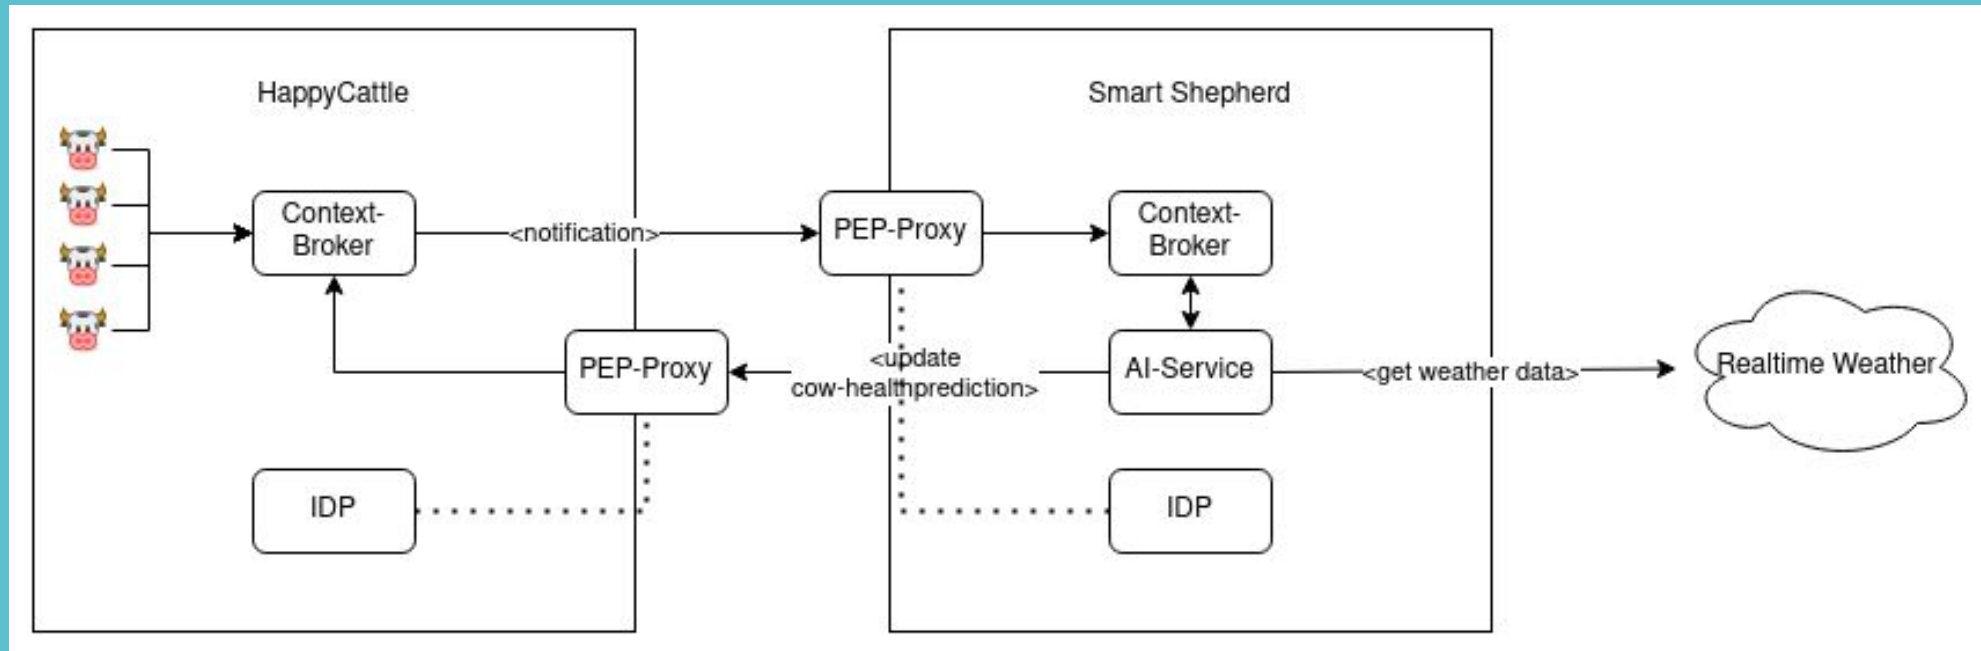 HappyCattle
Smart Shepherd
Context-
Broker
<notification>
PEP-Proxy
Context-
Broker
PEP-Proxy
<update
cow-healthprediction>
AI-Service
<get weather data>
Realtime Weather
IDP
IDP